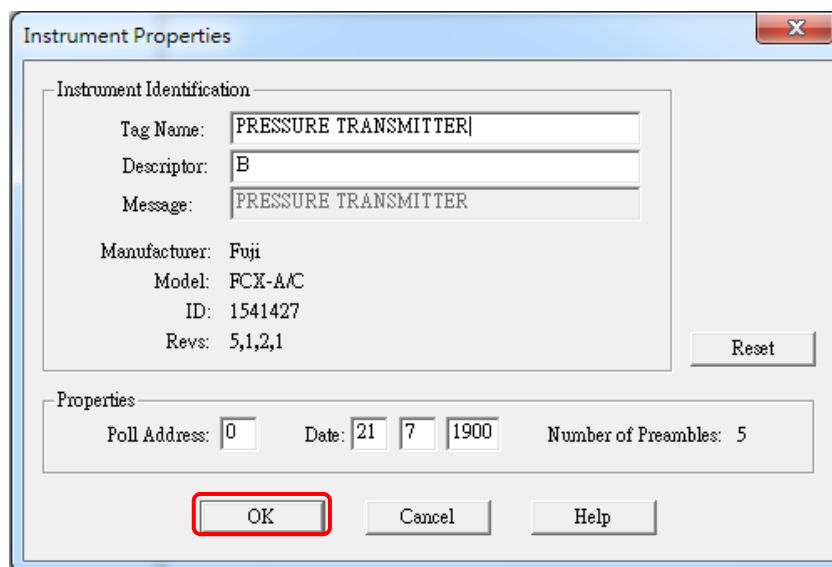 Instrument Properties
Instrument Identification
Tag Name: PRESSURE TRANSMITTER
Descriptor: B
Message: PRESSURE TRANSMITTER
Manufacturer: Fuji
Model: FCX-A/C
ID: 1541427
Revs: 5,1,2,1
Reset
Properties
Poll Address: 0 Date: 21 7 1900 Number of Preambles: 5
OK Cancel Help